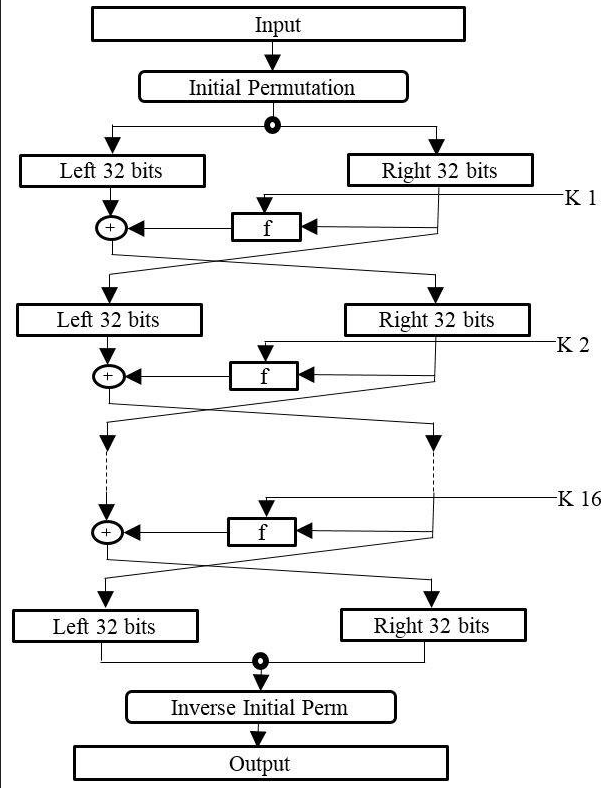 Input
Initial Permutation
Left 32 bits
Right 32 bits
K 1
+
f
Left 32 bits
Right 32 bits
K 2
+
f
K 16
+
f
Left 32 bits
Right 32 bits
Inverse Initial Perm
Output